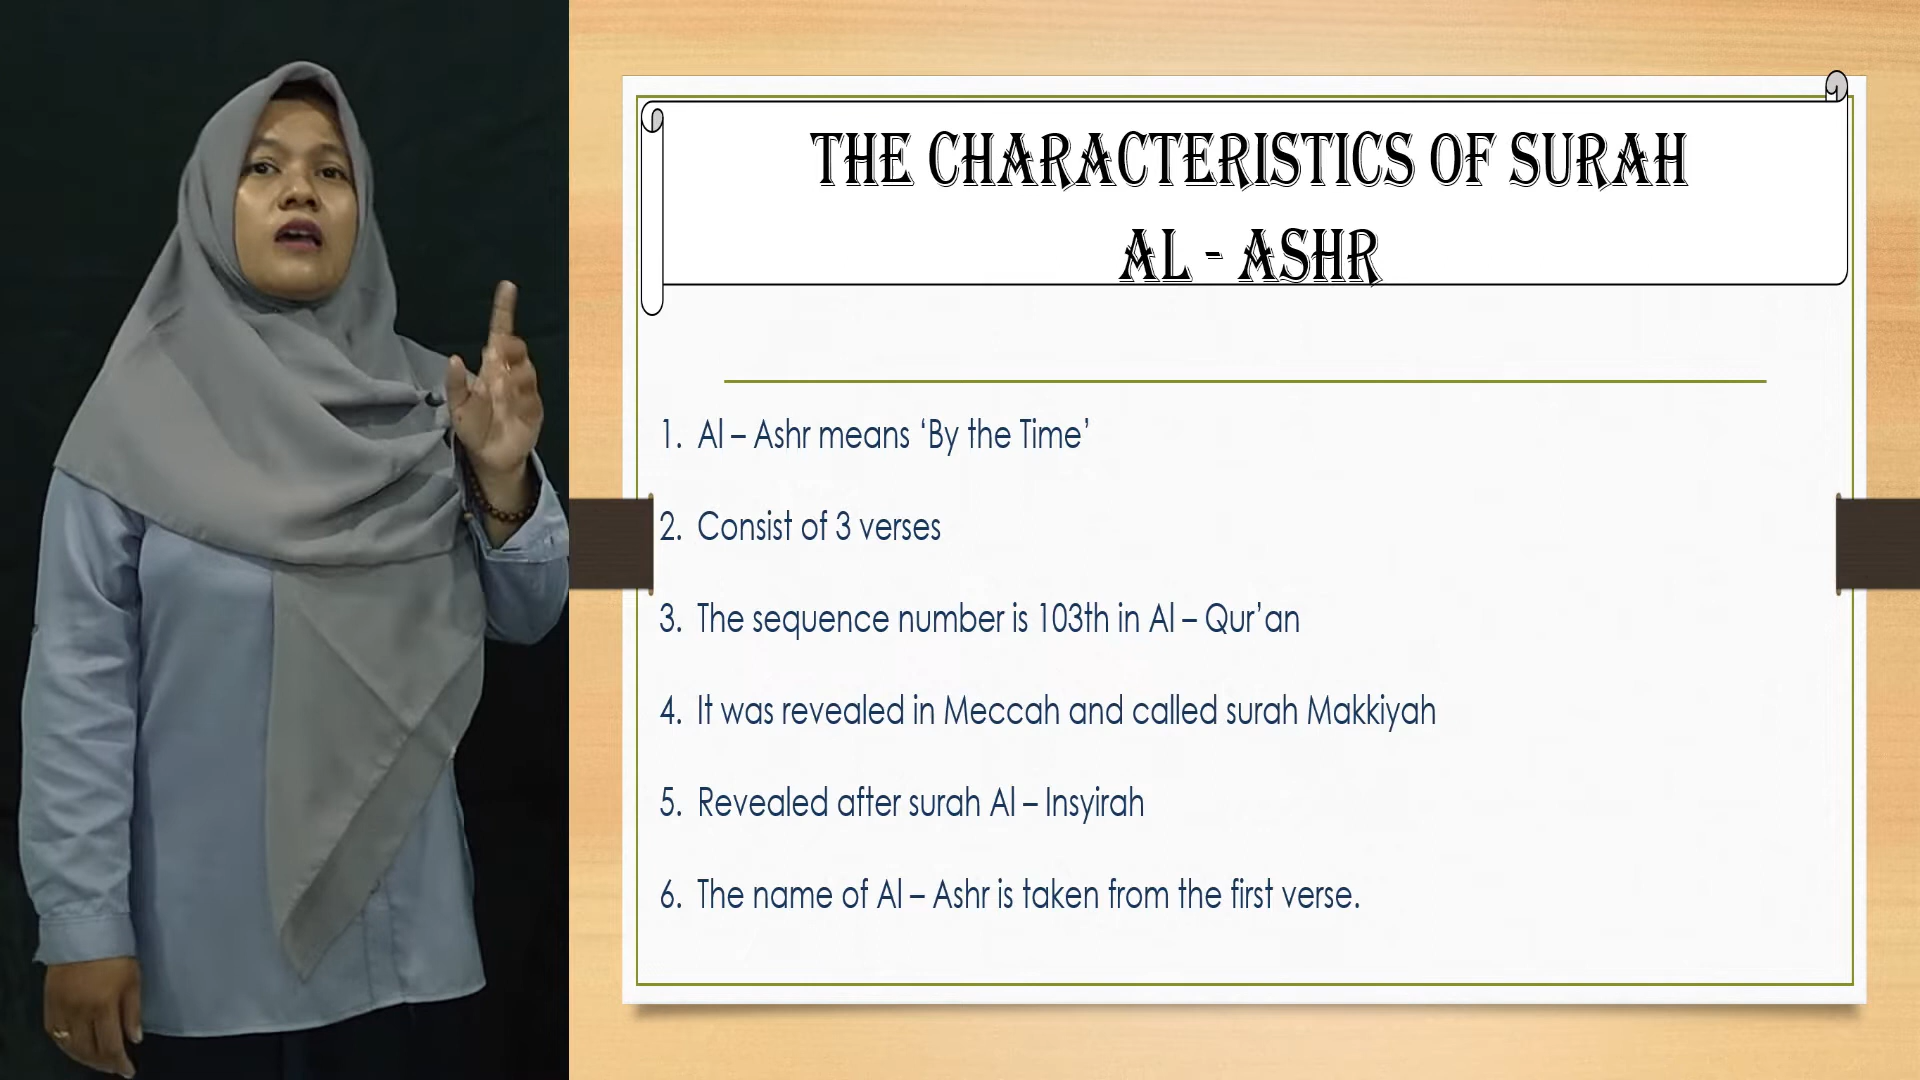 THE CHARACTERISTICS OF SURAH
AL - ASHR
1. Al – Ashr means ‘By the Time’
2. Consist of 3 verses
3. The sequence number is 103th in Al – Qur’an
4. It was revealed in Meccah and called surah Makkiyah
5. Revealed after surah Al – Insyirah
6. The name of Al – Ashr is taken from the first verse.